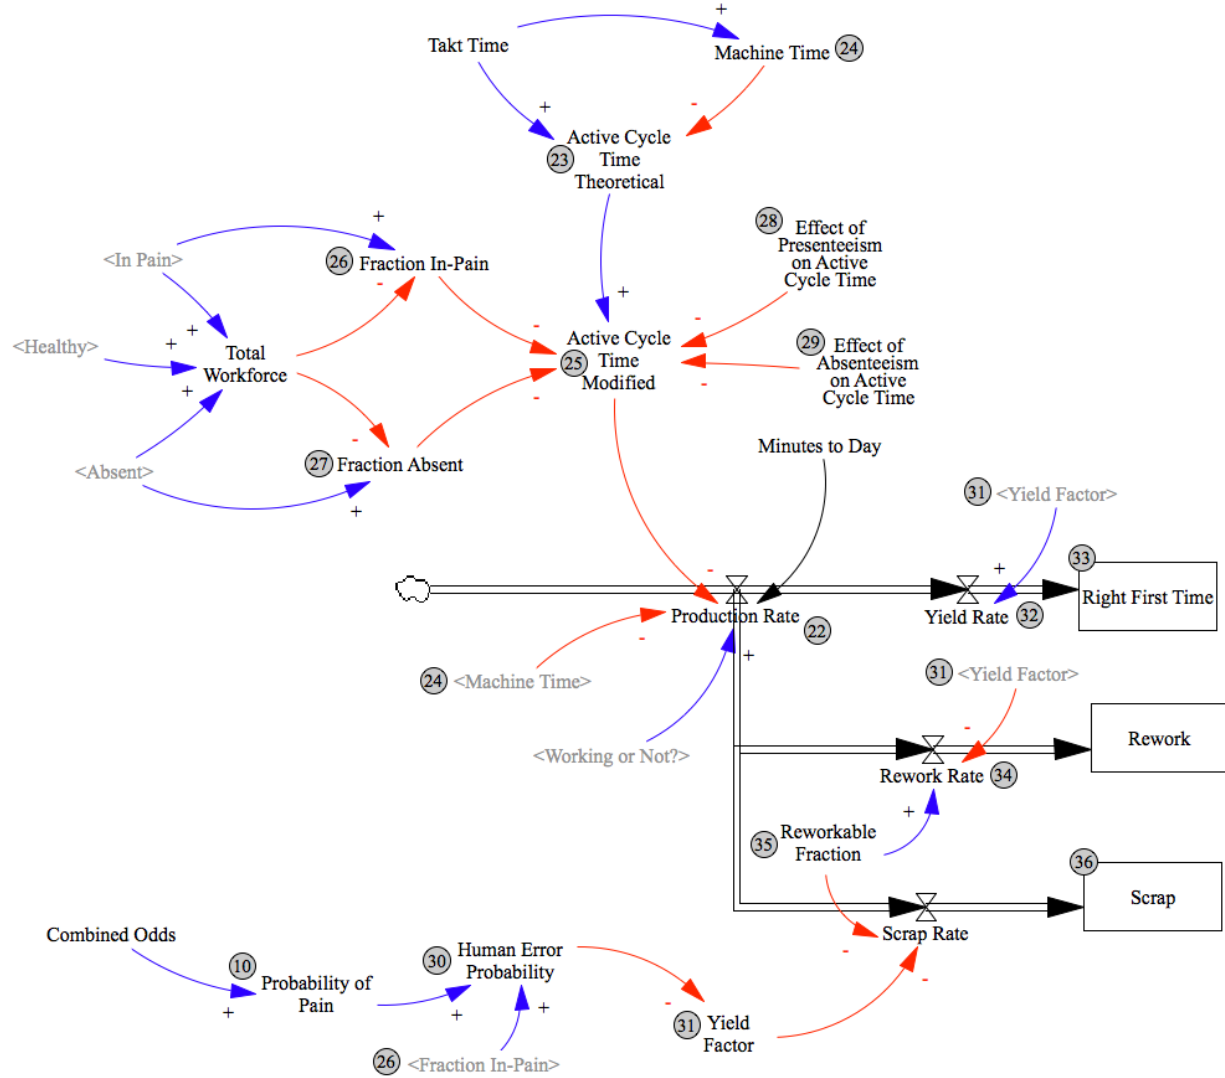 +
Takt Time
Machine Time 24
+
-
Active Cycle
23 Time
Theoretical
+
26 Fraction In-Pain
<In Pain>
-
28 Effect of
Presenteeism
on Active
Cycle Time
+
-
-
<Healthy>
+
+
Total
Workforce
+
Active Cycle
Time
25 Modified
29 Effect of
Absenteeism
on Active
Cycle Time
-
-
-
<Absent>
27 Fraction Absent
+
Minutes to Day
31 <Yield Factor>
-
+
33
Right First Time
Production Rate
22
Yield Rate 32
-
+
24 <Machine Time>
31 <Yield Factor>
-
<Working or Not?>
Rework
Rework Rate 34
+
35 Reworkable
Fraction
36
Scrap
Scrap Rate
-
-
Combined Odds
10 Probability of
Pain
+
30 Human Error
Probability
+
+
-
31 Yield
Factor
26 <Fraction In-Pain>